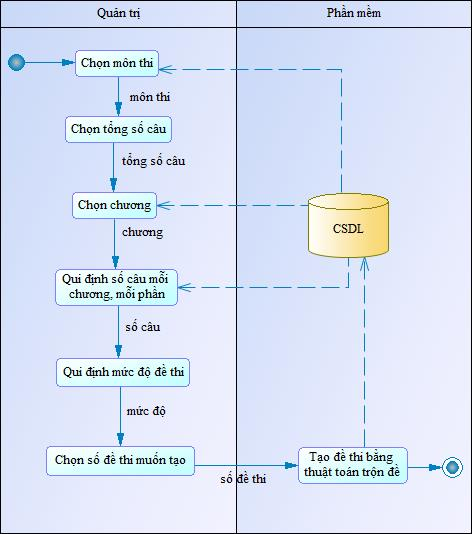 Quản trị
Phần mềm
Chọn môn thi
môn thi
Chọn tổng số câu
tổng số câu
Chọn chương
chương
CSDL
Qui định số câu mỗi
chương, mỗi phần
số câu
Qui định mức độ đề thi
mức độ
Chọn số đề thi muốn tạo
số đề thi
Tạo đề thi bằng
thuật toán trộn đề